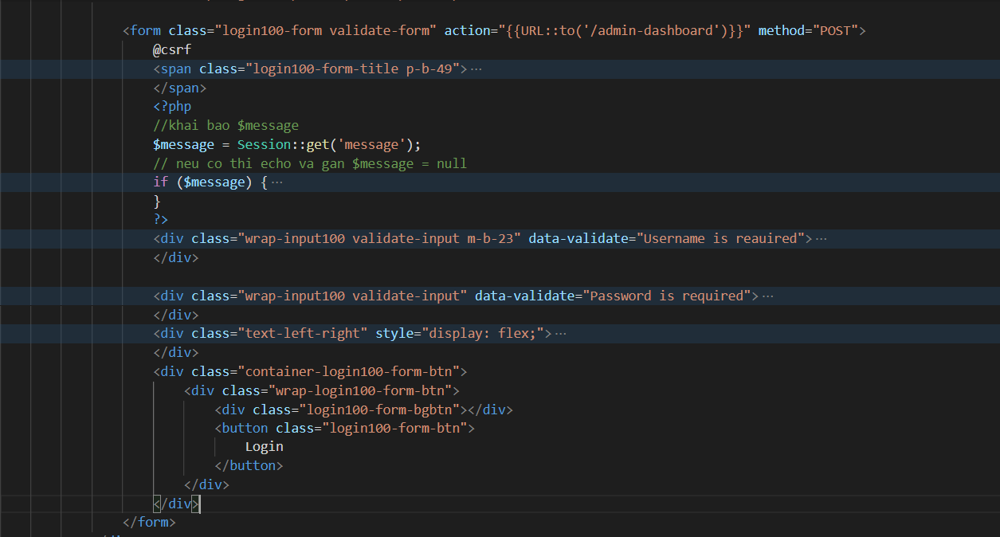 <form class="login100-form validate-form" action="{{URL::to('/admin-dashboard')}}" method="POST">
@csrf
<span class="login100-form-title p-b-49">···
</span>
<?php
//khai bao $message
$message = Session::get('message');
// neu co thi echo va gan $message = null
if ($message) {···
}
?>
<div class="wrap-input100 validate-input m-b-23" data-validate="Username is reauired">···
</div>
<div class="wrap-input100 validate-input" data-validate="Password is required">···
</div>
<div class="text-left-right" style="display: flex;">···
</div>
<div class="container-login100-form-btn">
<div class="wrap-login100-form-btn">
<div class="login100-form-bgbtn"></div>
<button class="login100-form-btn">
Login
</button>
</div>
</div>
</form>